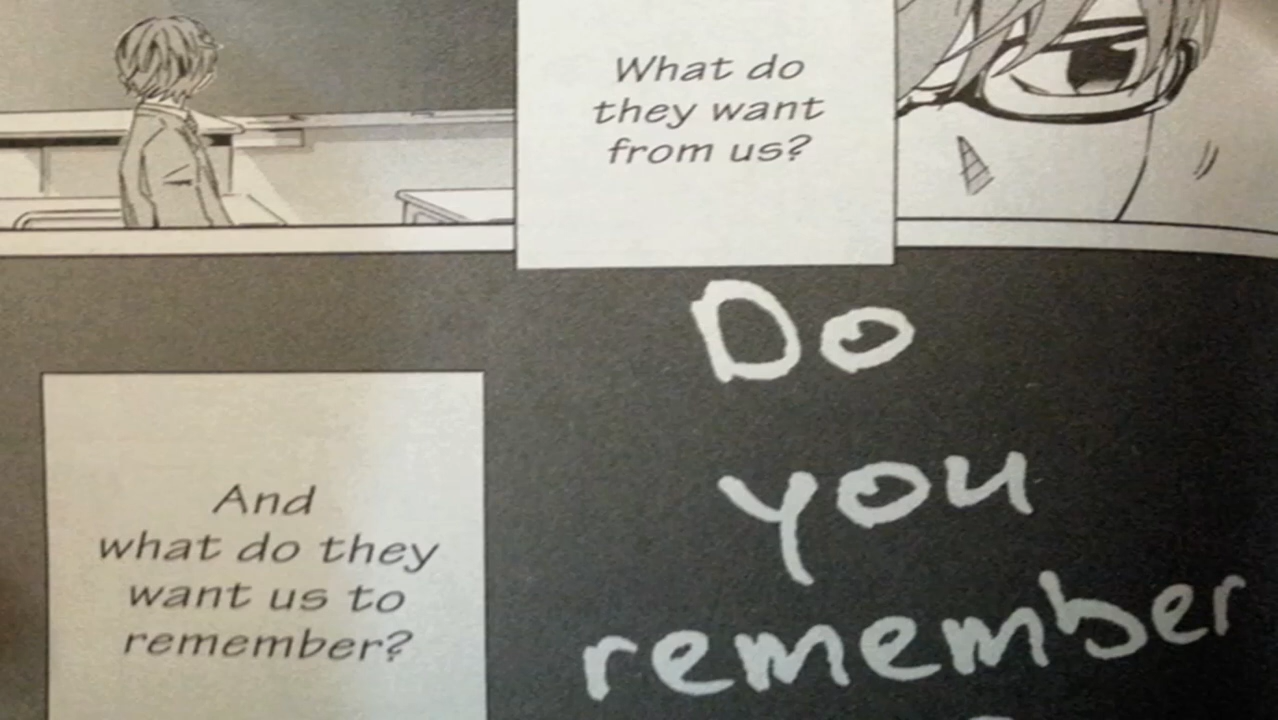 What do
they want
from us?
Do
you
remember
And
what do they
want us to
remember?